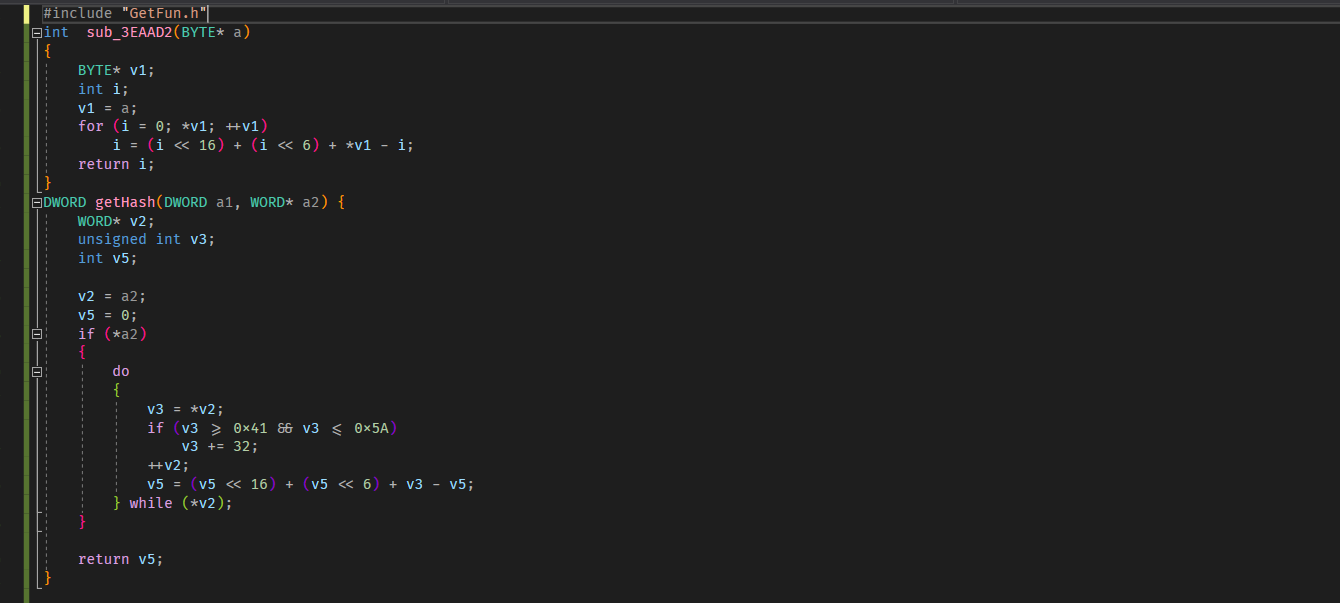 #include "GetFun.h"
int  sub_3EAAD2(BYTE* a)
{
    BYTE* v1;
    int i;
    v1 = a;
    for (i = 0; *v1; ++v1)
        i = (i << 16) + (i << 6) + *v1 - i;
    return i;
}
DWORD getHash(DWORD a1, WORD* a2) {
    WORD* v2;
    unsigned int v3;
    int v5;

    v2 = a2;
    v5 = 0;
    if (*a2)
    {
        do
        {
            v3 = *v2;
            if (v3 >= 0x41 && v3 <= 0x5A)
                v3 += 32;
            ++v2;
            v5 = (v5 << 16) + (v5 << 6) + v3 - v5;
        } while (*v2);
    }

    return v5;
}